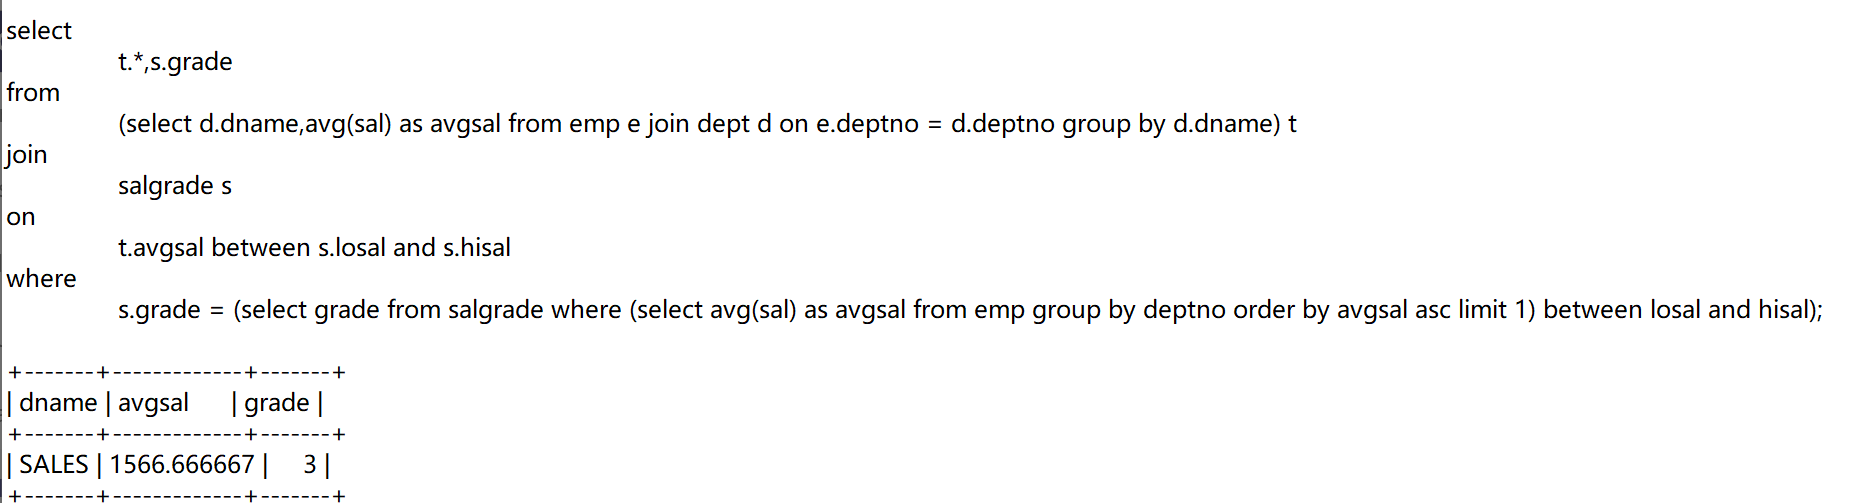 select
t.*,s.grade
from
(select d.dname,avg(sal) as avgsal from emp e join dept d on e.deptno = d.deptno group by d.dname) t
join
salgrade s
on
t.avgsal between s.losal and s.hisal
where
s.grade = (select grade from salgrade where (select avg(sal) as avgsal from emp group by deptno order by avgsal asc limit 1) between losal and hisal);
+-------+-------------+-------+
| dname | avgsal      | grade |
+-------+-------------+-------+
| SALES | 1566.666667 |     3 |
+-------+-------------+-------+